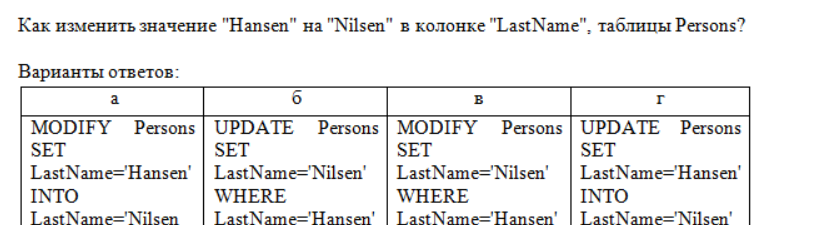 Как изменить значение "Hansen" на "Nilsen" в колонке "LastName", таблицы Persons?
Варианты ответов:
а б в г
MODIFY Persons UPDATE Persons MODIFY Persons UPDATE Persons
SET SET SET SET
LastName='Hansen' LastName='Nilsen' LastName='Nilsen' LastName='Hansen'
INTO WHERE WHERE INTO
LastName='Nilsen LastName='Hansen' LastName='Hansen' LastName='Nilsen'